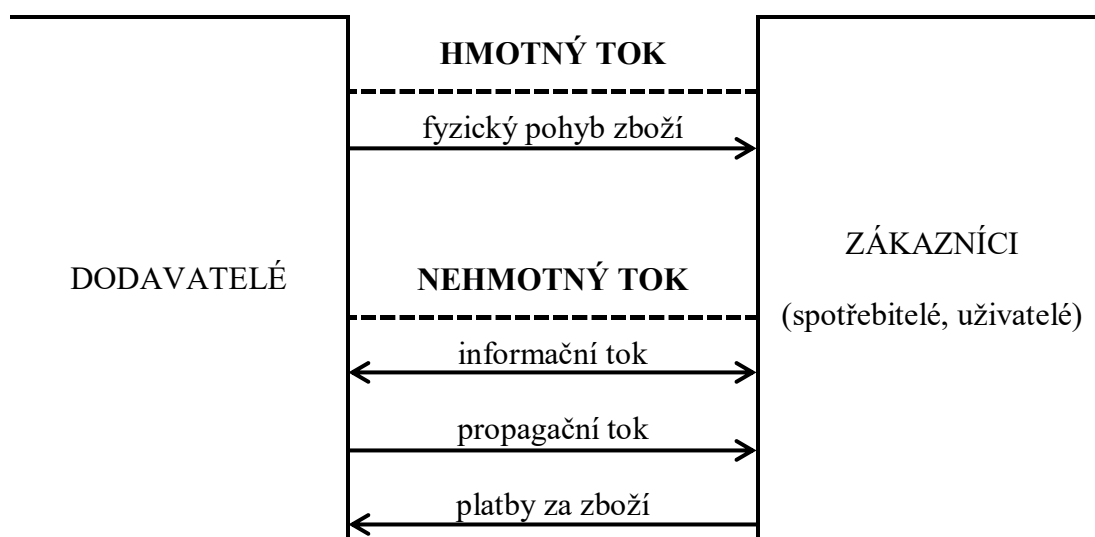 HMOTNÝ TOK
fyzický pohyb zboží
DODAVATELÉ
NEHMOTNÝ TOK
ZÁKAZNÍCI
(spotřebitelé, uživatelé)
informační tok
propagační tok
platby za zboží